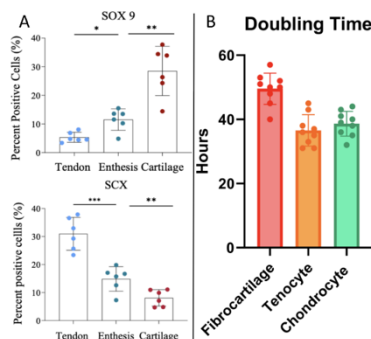 A
SOX 9
* **
Percent Positive Cells (%)
40
30
20
10
0
Tendon Enthesis Cartilage
SCX
*** **
Percent positive cellls (%)
40
30
20
10
0
Tendon Enthesis Cartilage
B
Doubling Time
Hours
60
40
20
0
Fibrocartilage
Tenocyte
Chondrocyte